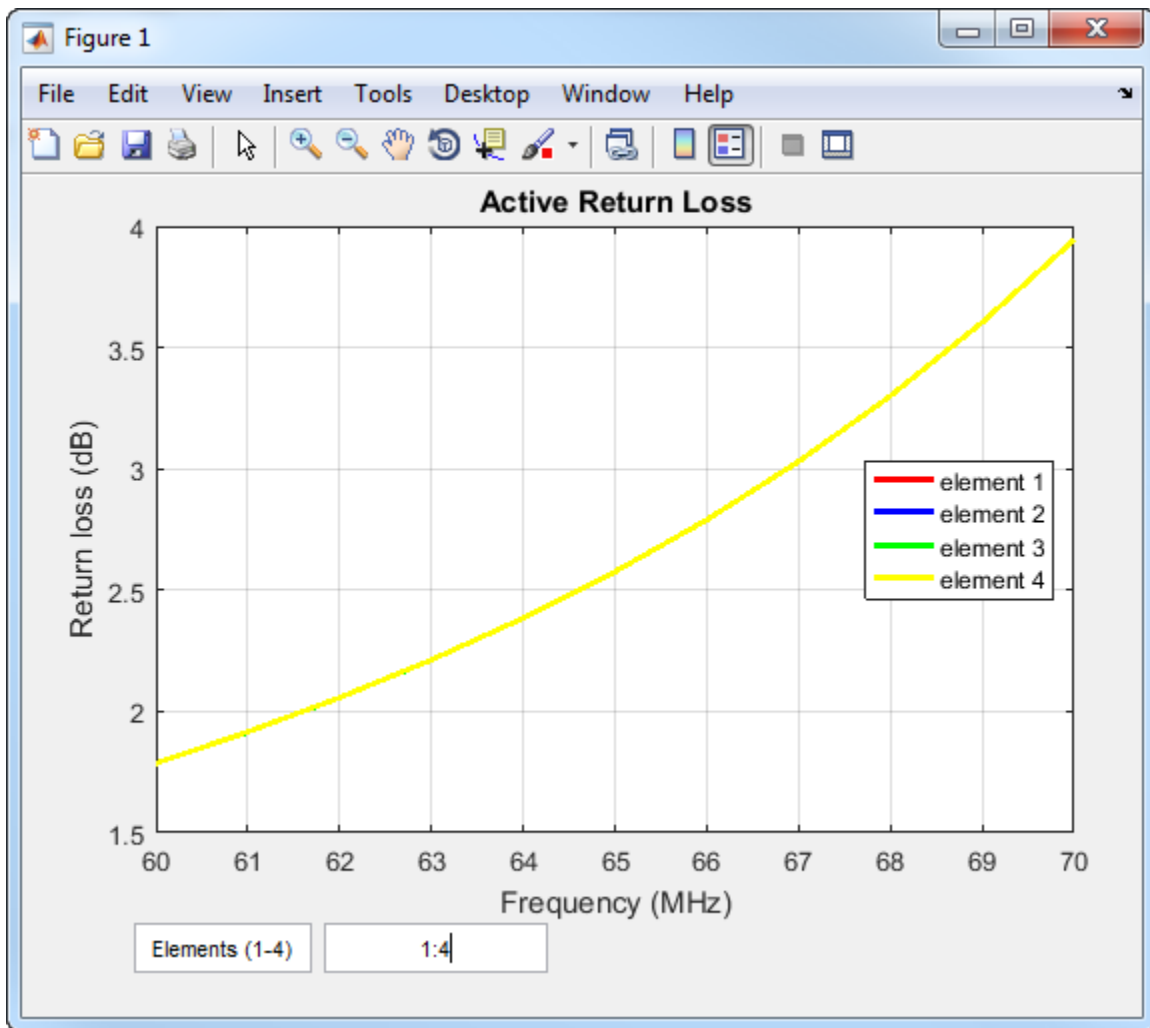 Figure 1
File Edit View Insert Tools Desktop Window Help
Active Return Loss
4
3.5
3
2.5
2
1.5
Return loss (dB)
element 1
element 2
element 3
element 4
60 61 62 63 64 65 66 67 68 69 70
Frequency (MHz)
Elements (1-4) 1:4